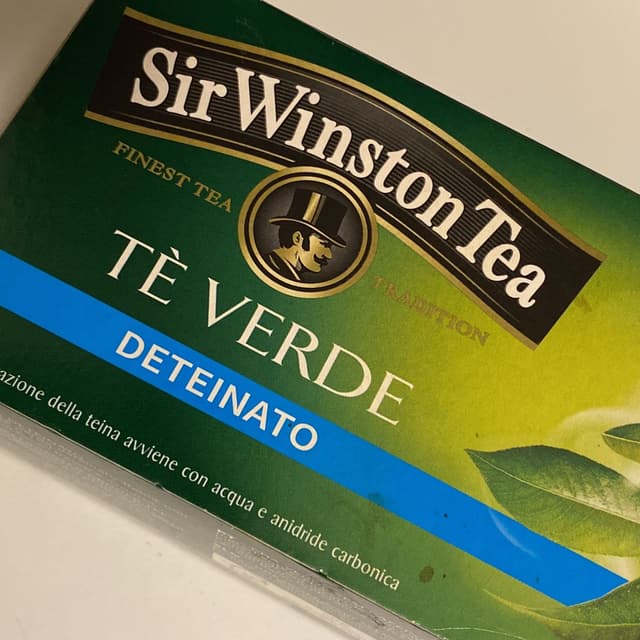 Sir Winston Tea
FINEST TEA
TRADITION
TÈ VERDE
DETEINATO
azione della teina avviene con acqua e anidride carbonica